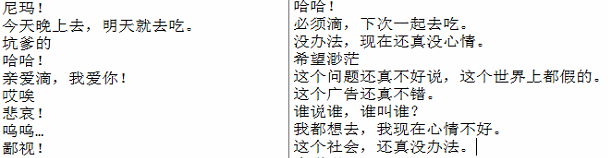 尼玛！
今天晚上去，明天就去吃。
坑爹的
哈哈！
亲爱滴，我爱你！
哎唉
悲哀！
呜呜…
鄙视！
哈哈！
必须滴，下次一起去吃。
没办法，现在还真没心情。
希望渺茫
这个问题还真不好说，这个世界上都假的。
这个广告还真不错。
谁说谁，谁叫谁？
我都想去，我现在心情不好。
这个社会，还真没办法。